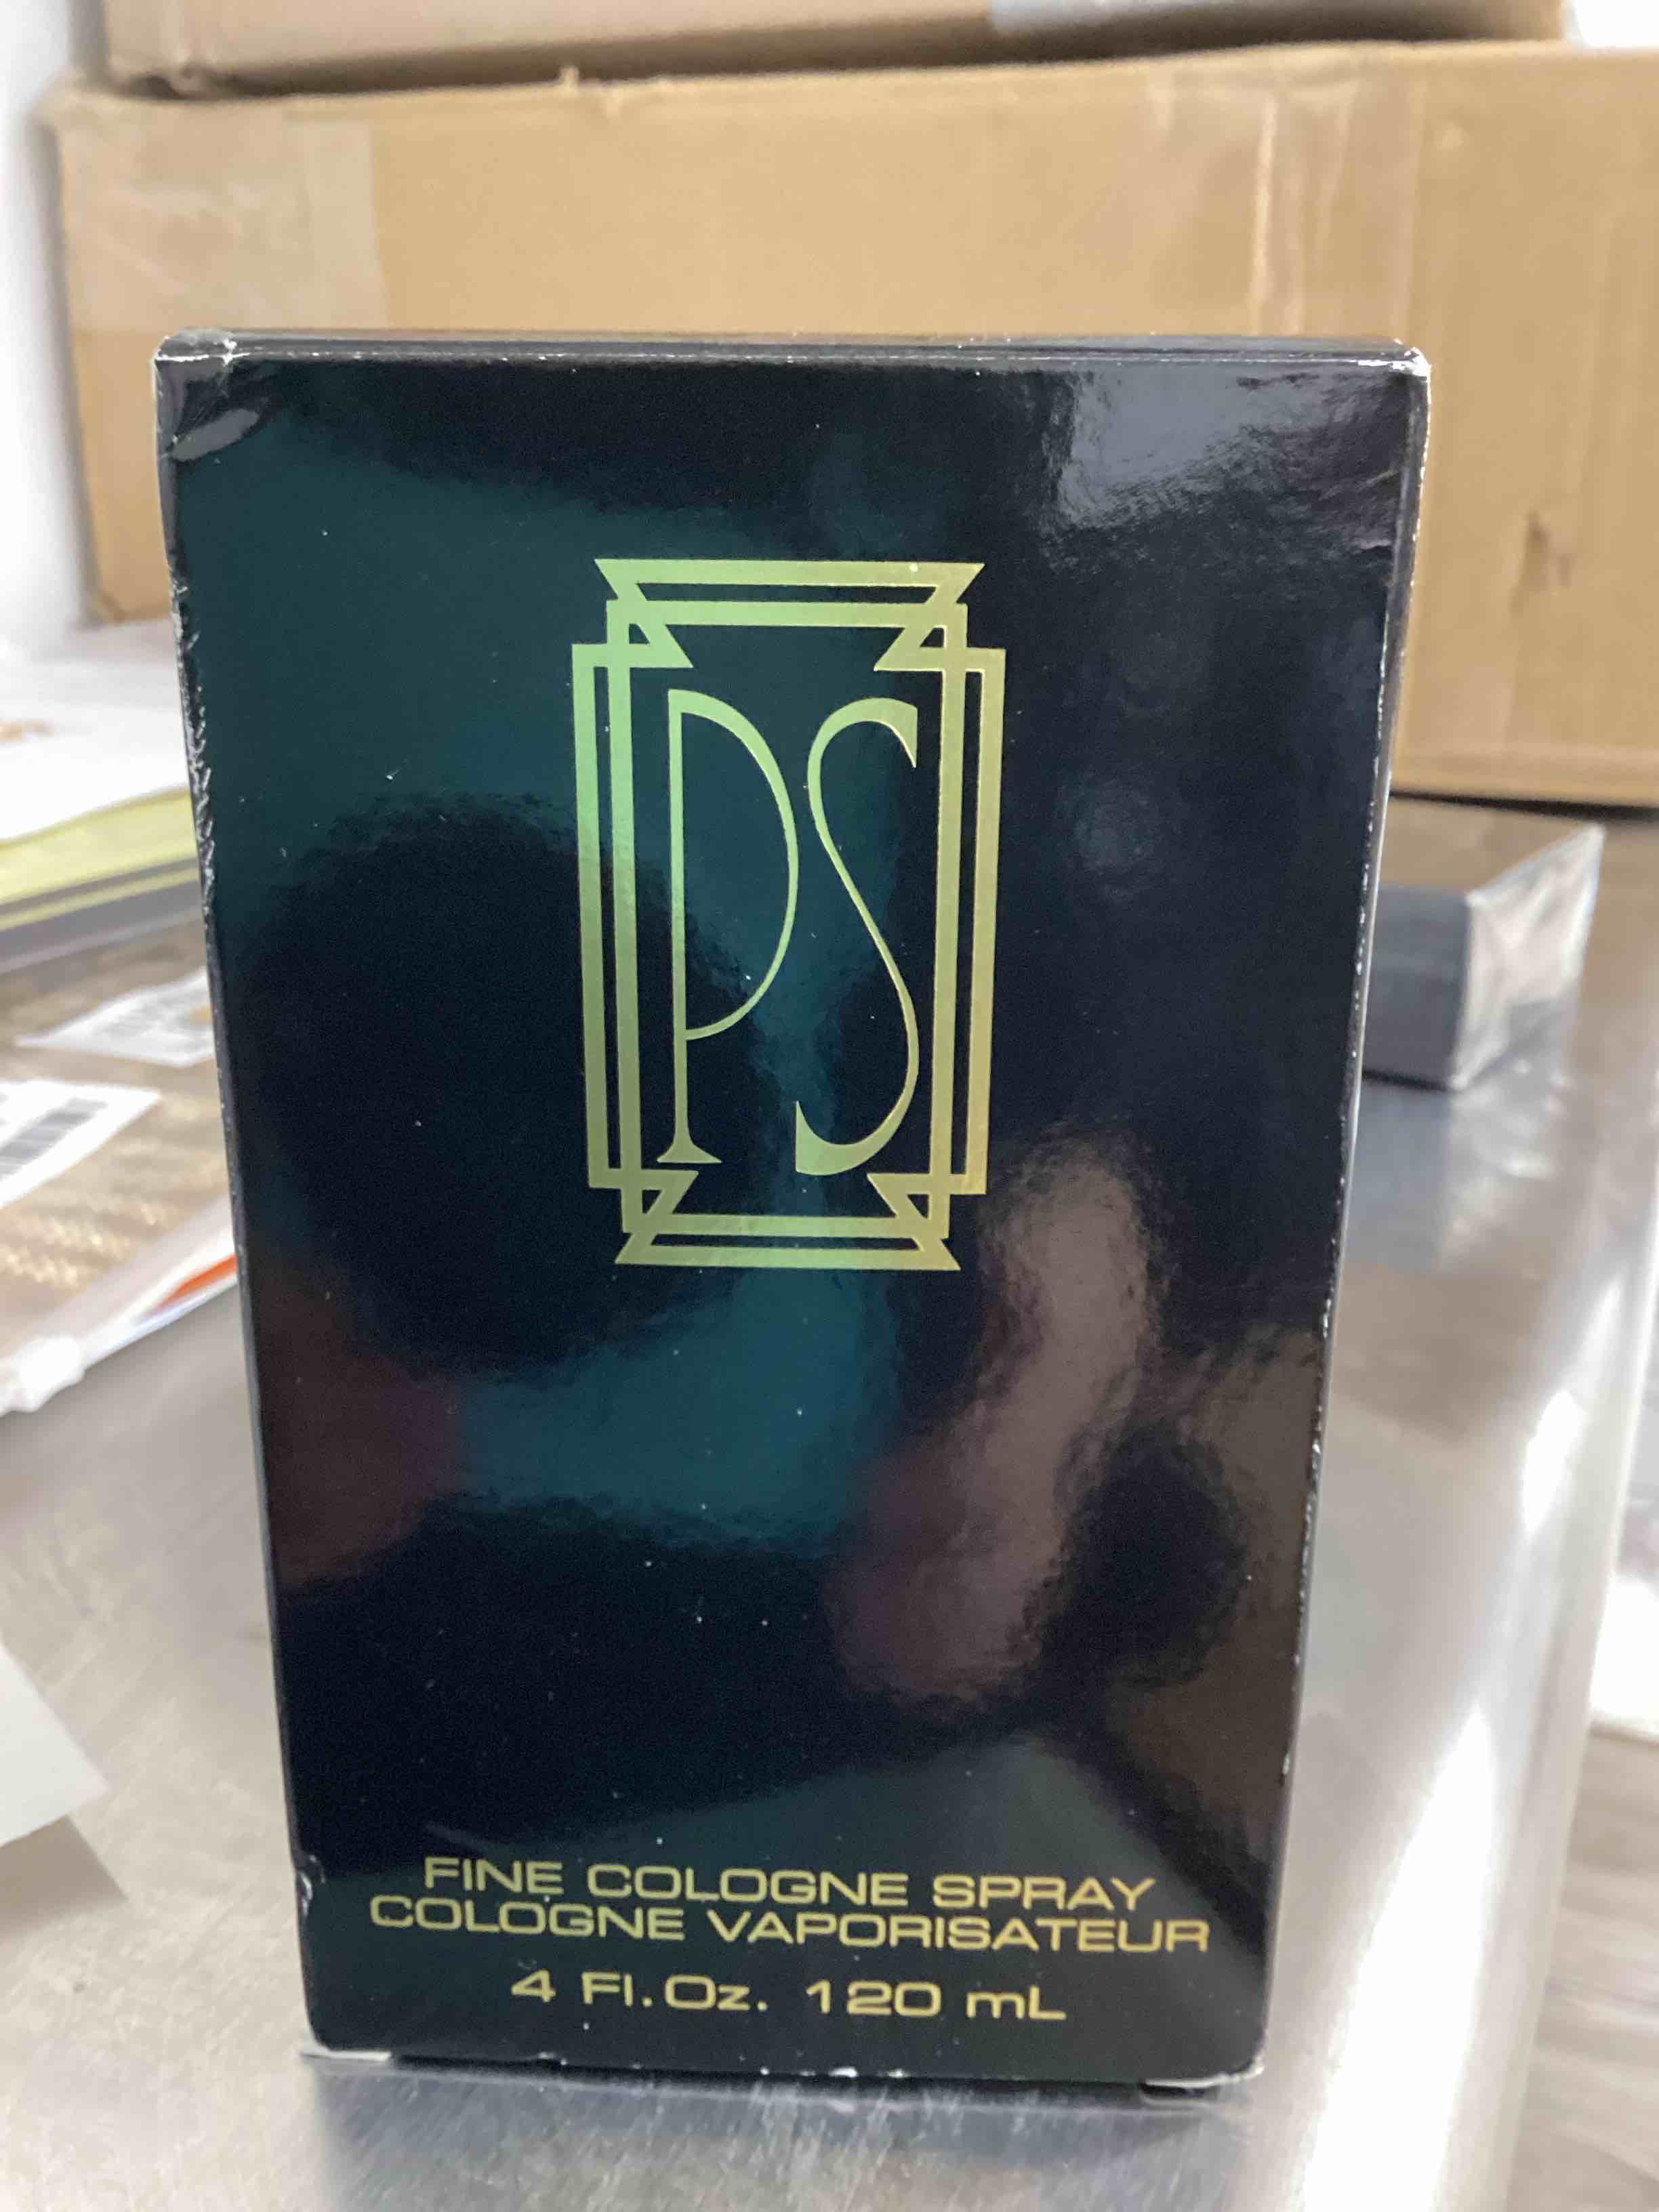 PS
FINE COLOGNE SPRAY
COLOGNE VAPORISATEUR
4 Fl.Oz. 120 mL